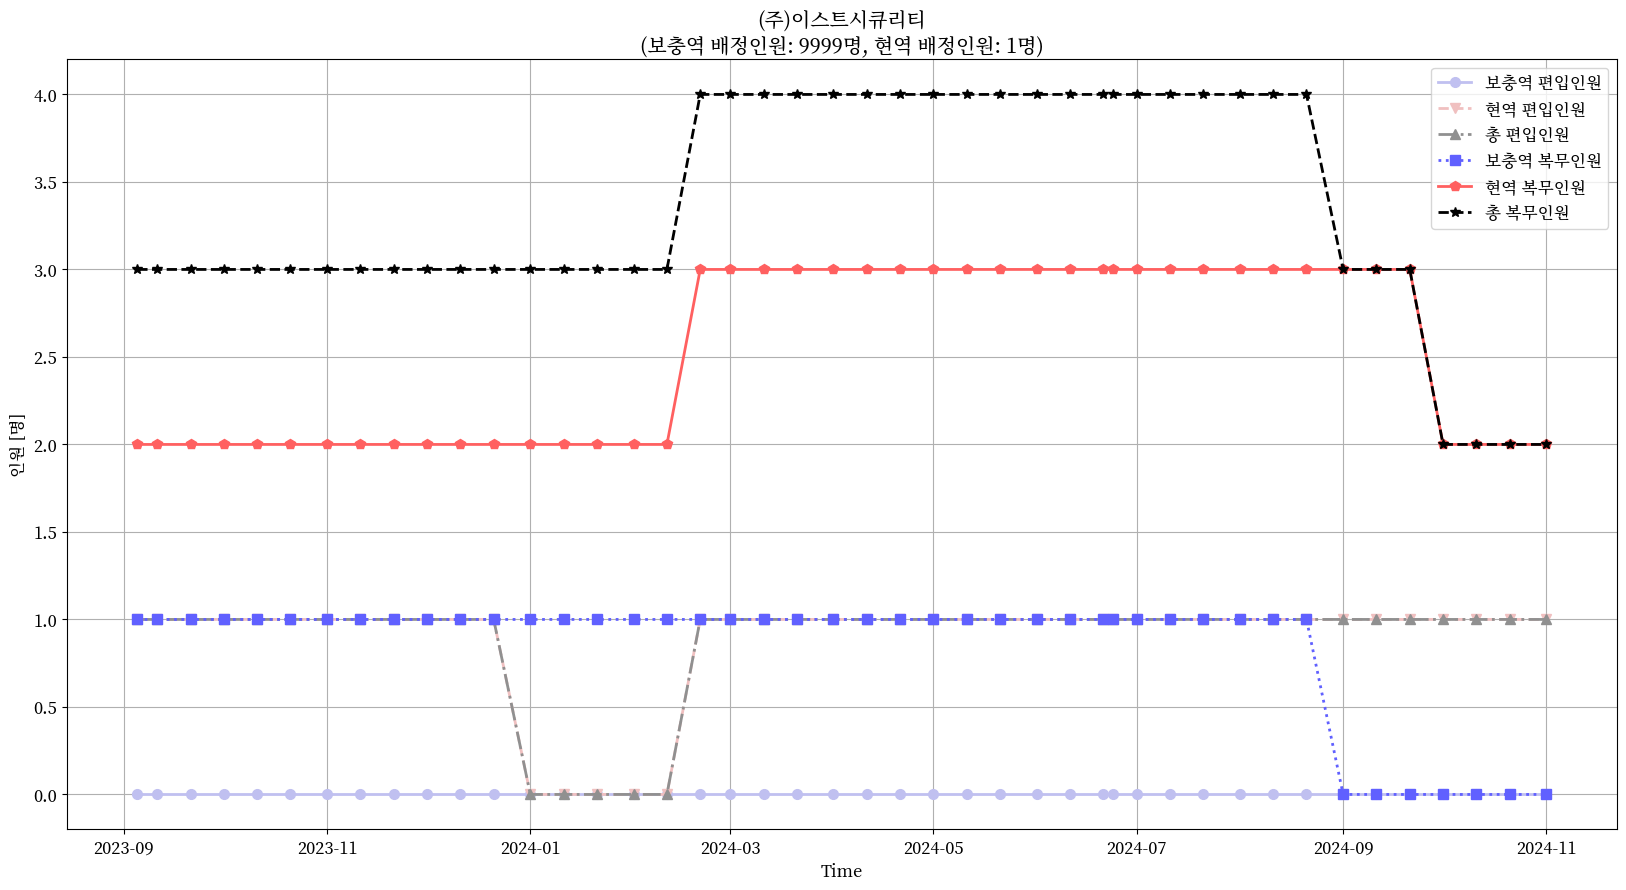 (주)이스트시큐리티
(보충역 배정인원: 9999명, 현역 배정인원: 1명)
보충역 편입인원
현역 편입인원
총 편입인원
보충역 복무인원
현역 복무인원
총 복무인원
인원 [명]
4.0
3.5
3.0
2.5
2.0
1.5
1.0
0.5
0.0
2023-09 2023-11 2024-01 2024-03 2024-05 2024-07 2024-09 2024-11
Time